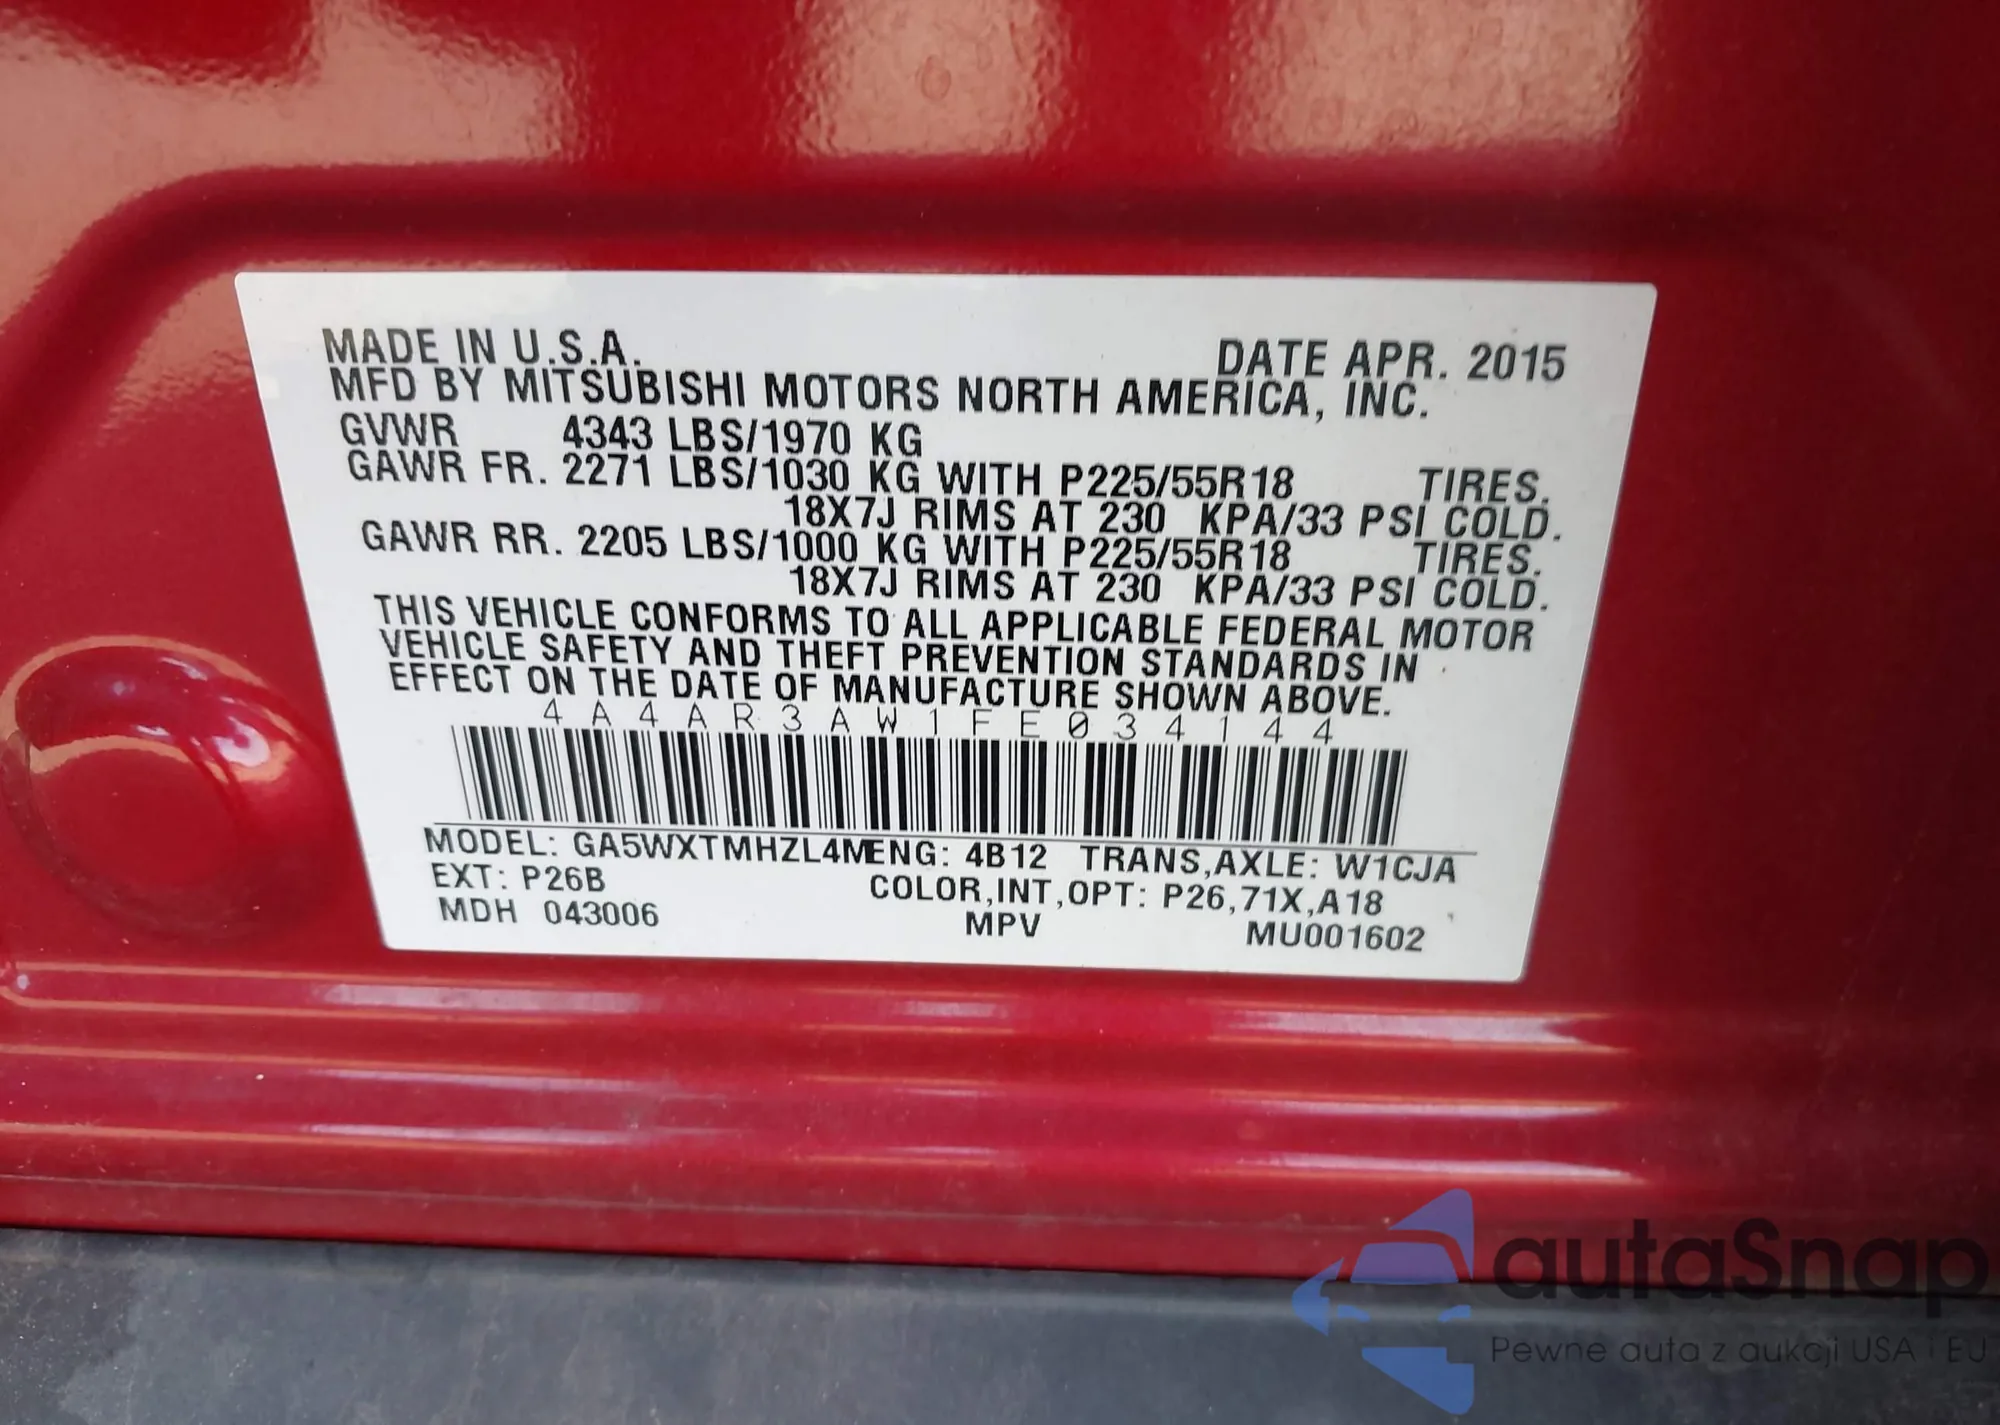 MADE IN U.S.A. DATE APR. 2015
MFD BY MITSUBISHI MOTORS NORTH AMERICA, INC.
GVWR 4343 LBS/1970 KG
GAWR FR. 2271 LBS/1030 KG WITH P225/55R18 TIRES.
18X7J RIMS AT 230 KPA/33 PSI COLD.
GAWR RR. 2205 LBS/1000 KG WITH P225/55R18 TIRES.
18X7J RIMS AT 230 KPA/33 PSI COLD.
THIS VEHICLE CONFORMS TO ALL APPLICABLE FEDERAL MOTOR
VEHICLE SAFETY AND THEFT PREVENTION STANDARDS IN
EFFECT ON THE DATE OF MANUFACTURE SHOWN ABOVE.
4A4AR3AW1FE034144
MODEL: GA5WXTMHZL4M ENG: 4B12 TRANS,AXLE: W1CJA
EXT: P26B COLOR,INT,OPT: P26,71X,A18
MDH 043006 MPV MU001602
autaSnap
Pewne auta z aukcji USA i EU